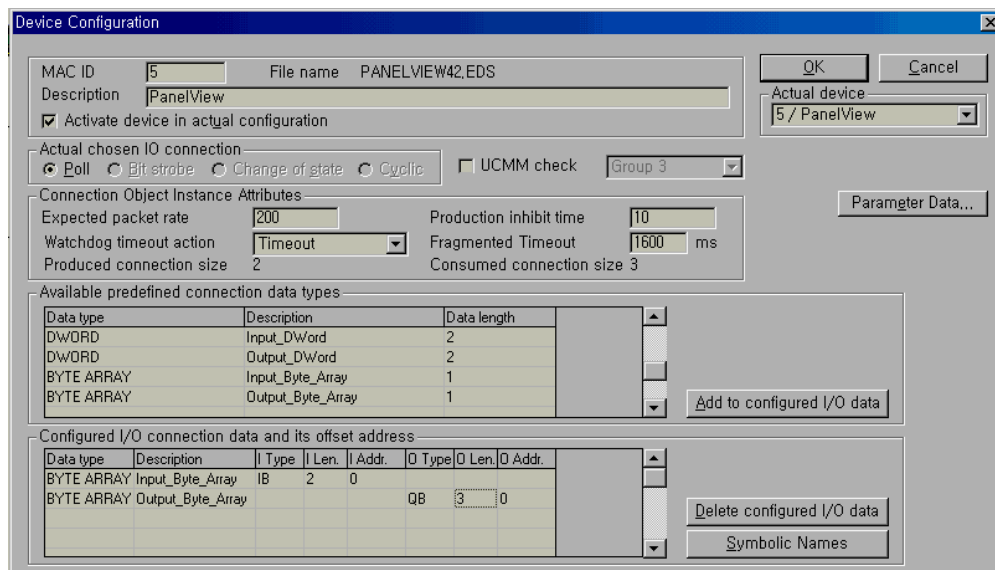 Device Configuration
MAC ID 5 File name PANELVIEW42.EDS
OK Cancel
Description PanelView
Actual device
5 / PanelView
Activate device in actual configuration
Actual chosen IO connection
Poll Bit strobe Change of state Cyclic
UCMM check Group 3
Connection Object Instance Attributes
Parameter Data...
Expected packet rate 200 Production inhibit time 10
Watchdog timeout action Timeout Fragmented Timeout 1600 ms
Produced connection size 2 Consumed connection size 3
Available predefined connection data types
Data type Description Data length
DWORD Input_DWord 2
DWORD Output_DWord 2
BYTE ARRAY Input_Byte_Array 1
BYTE ARRAY Output_Byte_Array 1
Add to configured I/O data
Configured I/O connection data and its offset address
Data type Description I Type I Len. I Addr. O Type O Len. O Addr.
BYTE ARRAY Input_Byte_Array IB 2 0
BYTE ARRAY Output_Byte_Array QB 3 0
Delete configured I/O data
Symbolic Names